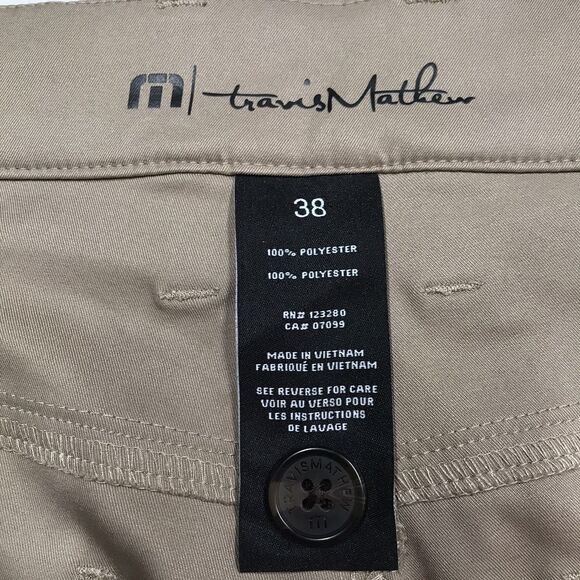 m | travisMathew
38
100% POLYESTER
100% POLYESTER
RN# 123280
CA# 07099
MADE IN VIETNAM
FABRIQUÉ EN VIETNAM
SEE REVERSE FOR CARE
VOIR AU VERSO POUR
LES INSTRUCTIONS
DE LAVAGE
TRAVISMATHEW
m